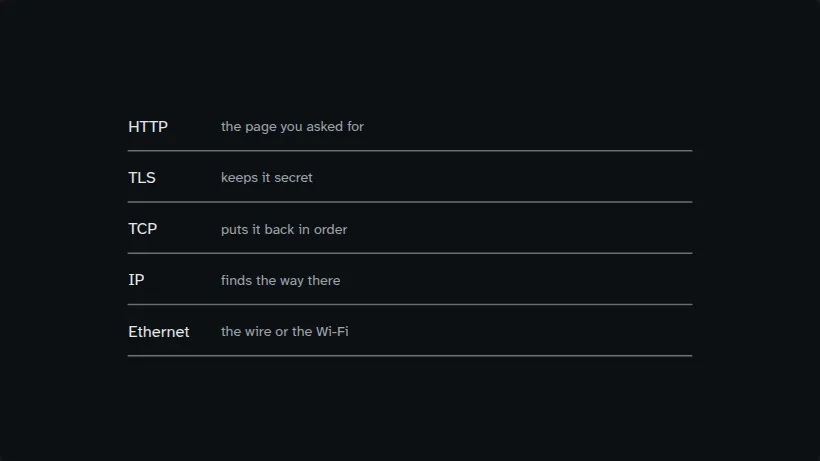 HTTP the page you asked for
TLS keeps it secret
TCP puts it back in order
IP finds the way there
Ethernet the wire or the Wi-Fi